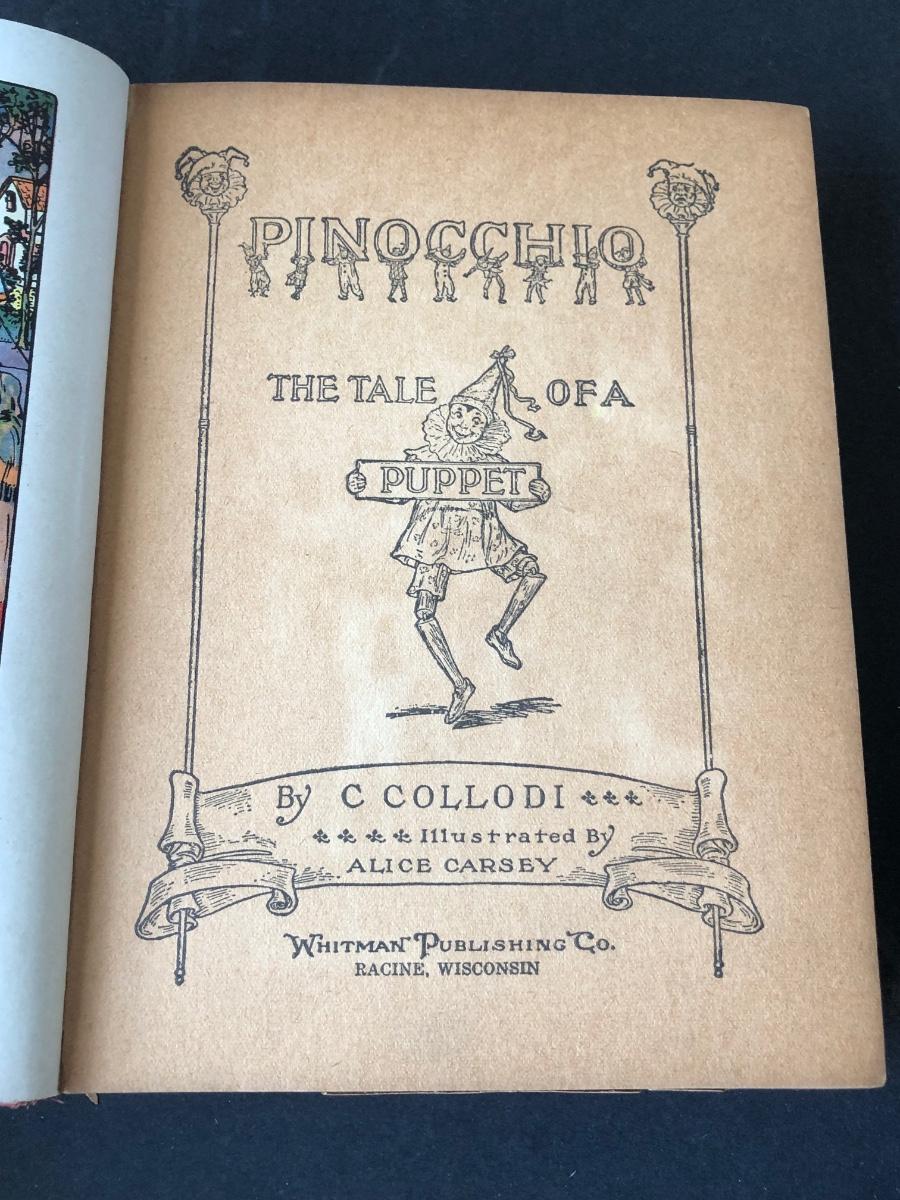 PINOCCHIO
THE TALE OF A
PUPPET
By C COLLODI
Illustrated By
ALICE CARSEY
WHITMAN PUBLISHING CO.
RACINE, WISCONSIN